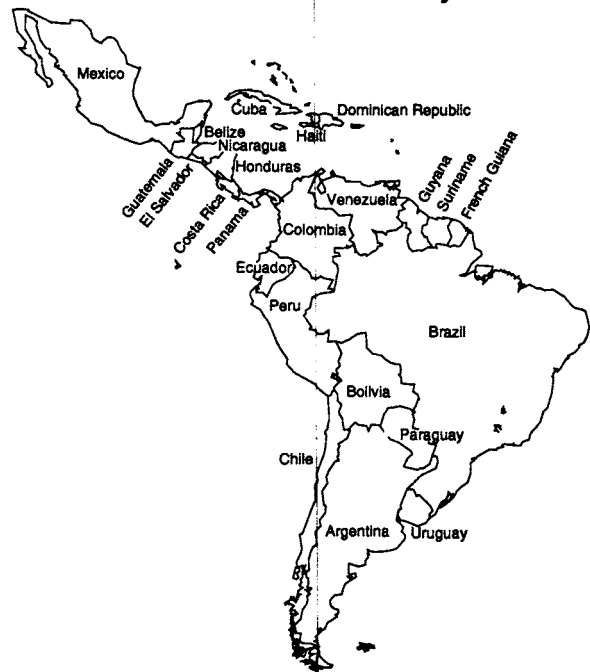 Mexico
Cuba
Dominican Republic
Haiti
Belize
Nicaragua
Honduras
Guatemala
El Salvador
Costa Rica
Panama
Venezuela
Guyana
Suriname
French Guiana
Colombia
Ecuador
Peru
Brazil
Boilvia
Paraguay
Chile
Argentina
Uruguay